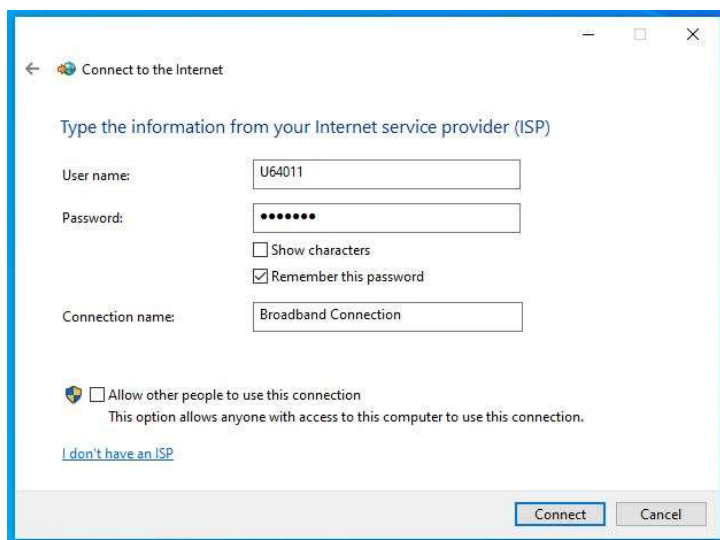 Connect to the Internet
Type the information from your Internet service provider (ISP)
User name:
U64011
Password:
•••••••
Show characters
Remember this password
Connection name:
Broadband Connection
Allow other people to use this connection
This option allows anyone with access to this computer to use this connection.
I don't have an ISP
Connect
Cancel